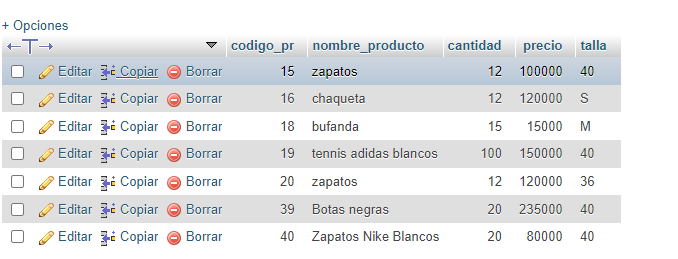 + Opciones
←T→ codigo_pr nombre_producto cantidad precio talla
Editar Copiar Borrar 15 zapatos 12 100000 40
Editar Copiar Borrar 16 chaqueta 12 120000 S
Editar Copiar Borrar 18 bufanda 15 15000 M
Editar Copiar Borrar 19 tennis adidas blancos 100 150000 40
Editar Copiar Borrar 20 zapatos 12 120000 36
Editar Copiar Borrar 39 Botas negras 20 235000 40
Editar Copiar Borrar 40 Zapatos Nike Blancos 20 80000 40